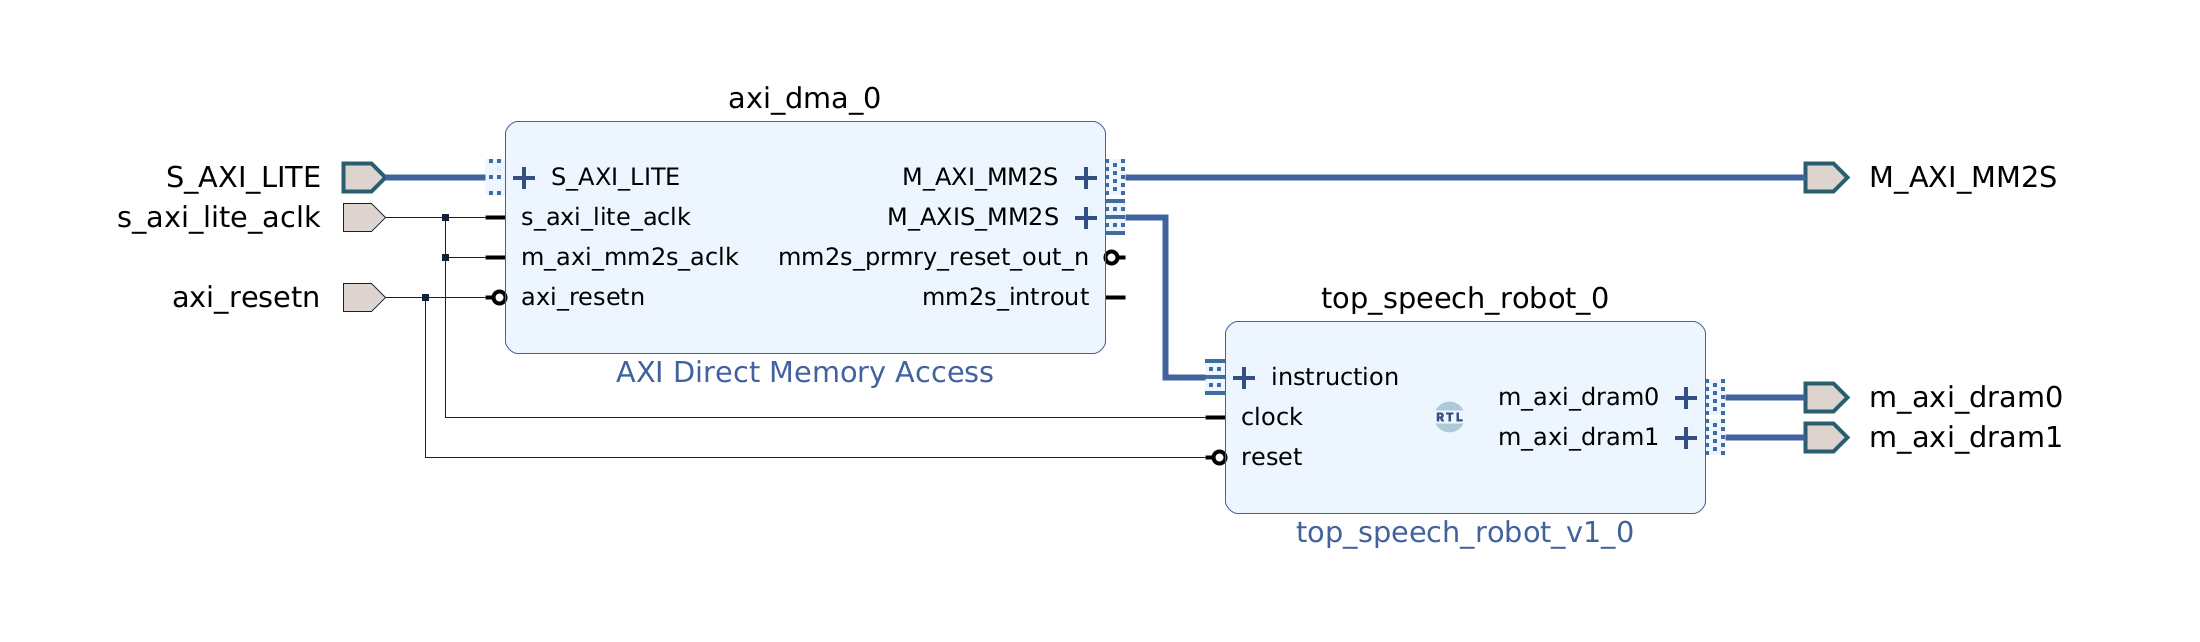 axi_dma_0
S_AXI_LITE
s_axi_lite_aclk
axi_resetn
S_AXI_LITE
s_axi_lite_aclk
m_axi_mm2s_aclk
axi_resetn
M_AXI_MM2S
M_AXIS_MM2S
mm2s_prmry_reset_out_n
mm2s_introut
AXI Direct Memory Access
M_AXI_MM2S
top_speech_robot_0
instruction
clock
reset
RTL
m_axi_dram0
m_axi_dram1
top_speech_robot_v1_0
m_axi_dram0
m_axi_dram1